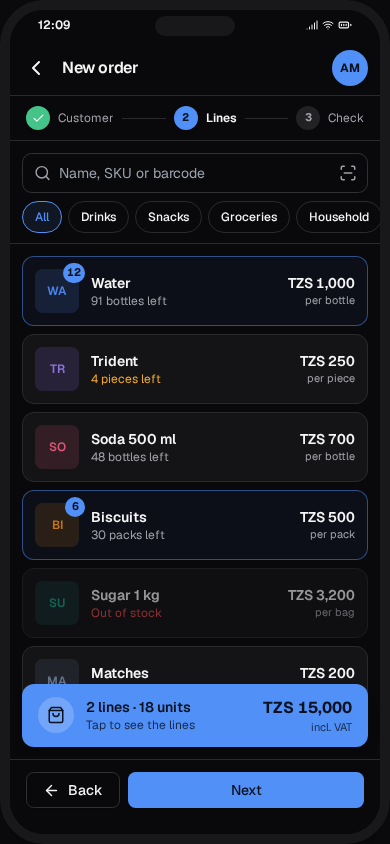 12:09
New order
AM
Customer
2 Lines
3 Check
Name, SKU or barcode
All Drinks Snacks Groceries Household
12
WA
Water
91 bottles left
TZS 1,000
per bottle
TR
Trident
4 pieces left
TZS 250
per piece
SO
Soda 500 ml
48 bottles left
TZS 700
per bottle
6
BI
Biscuits
30 packs left
TZS 500
per pack
SU
Sugar 1 kg
Out of stock
TZS 3,200
per bag
MA
Matches
TZS 200
2 lines · 18 units
Tap to see the lines
TZS 15,000
incl. VAT
Back
Next